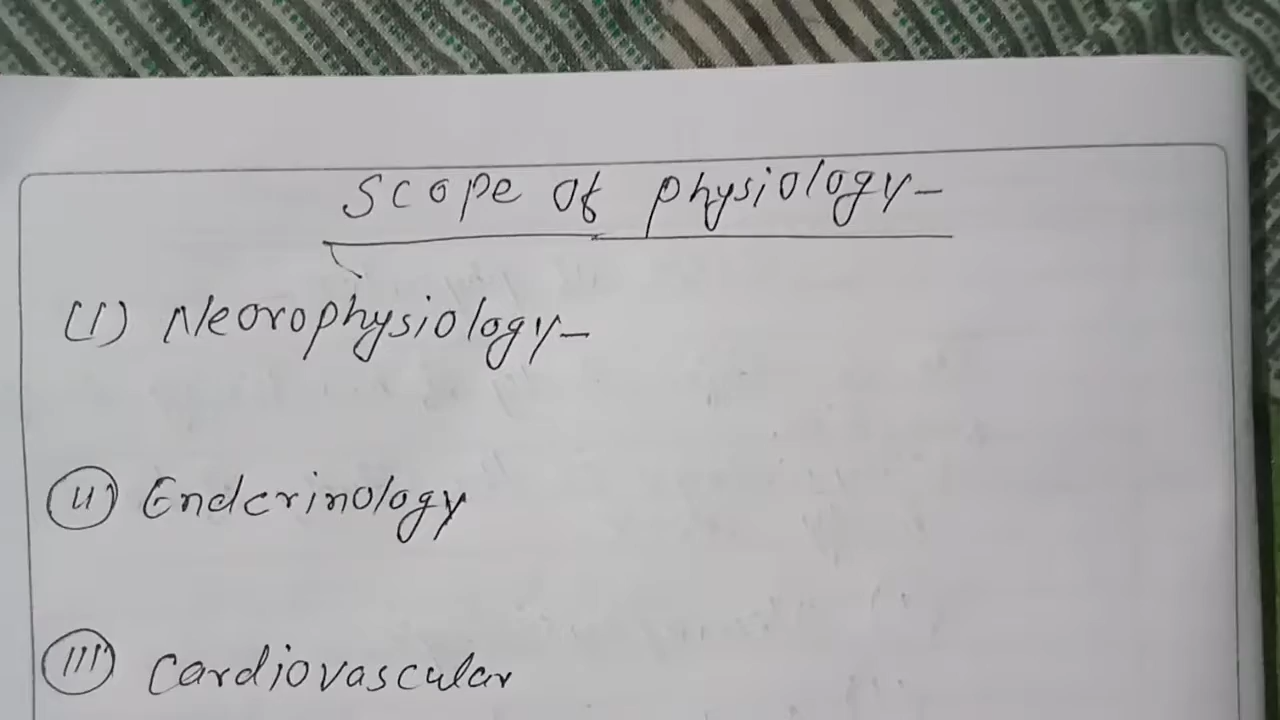 Scope of physiology-
(I) Neorophysiology-
(II) Endcrinology
(III) Cardiovascular